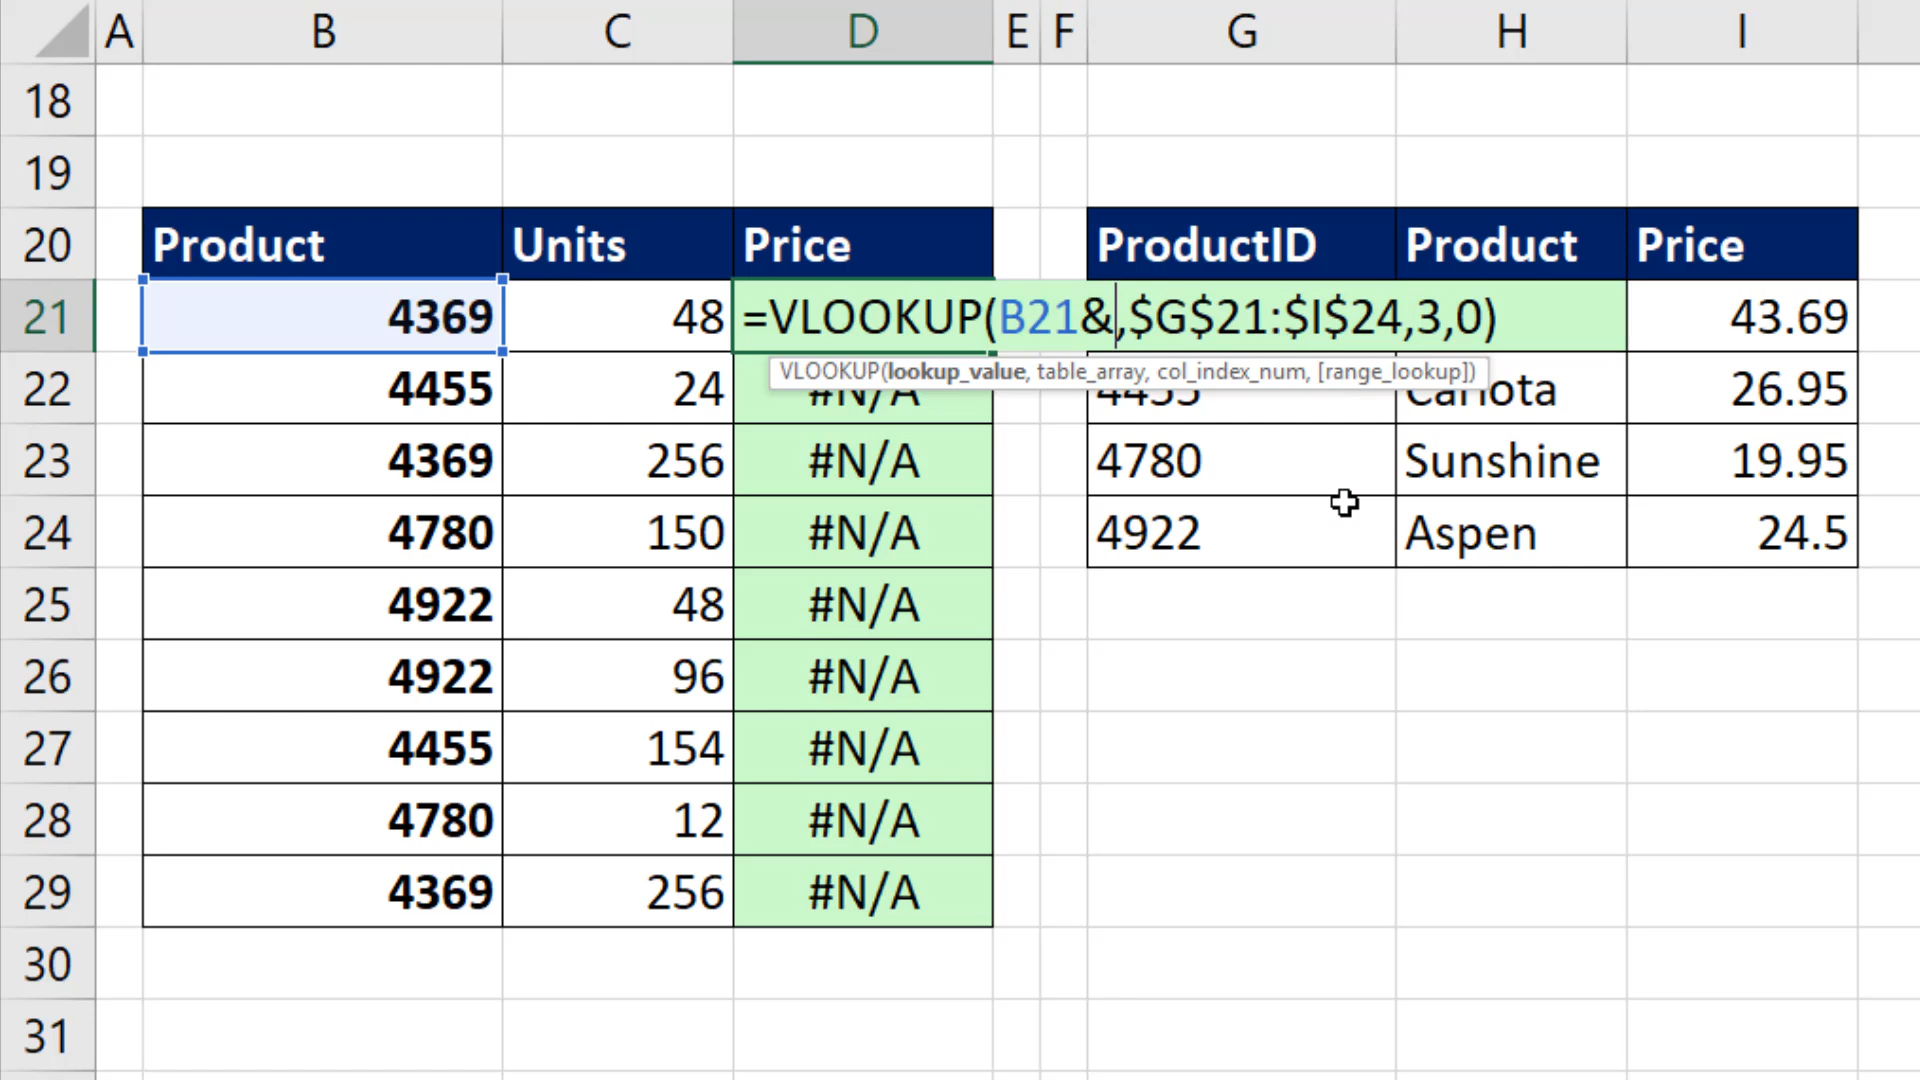 A B C D E F G H I
18
19
20 Product Units Price ProductID Product Price
21 4369 48 =VLOOKUP(B21&,$G$21:$I$24,3,0) 43.69
VLOOKUP(lookup_value, table_array, col_index_num, [range_lookup])
22 4455 24 #N/A 4455 26.95
23 4369 256 #N/A 4780 Sunshine 19.95
24 4780 150 #N/A 4922 Aspen 24.5
25 4922 48 #N/A
26 4922 96 #N/A
27 4455 154 #N/A
28 4780 12 #N/A
29 4369 256 #N/A
30
31